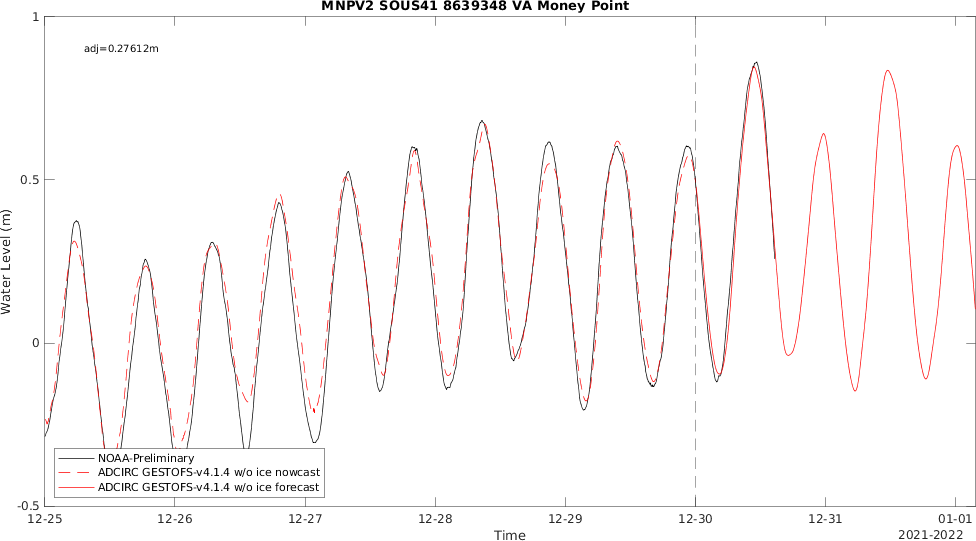 MNPV2 SOUS41 8639348 VA Money Point
1
adj=0.27612m
0.5
Water Level (m)
0
NOAA-Preliminary
ADCIRC GESTOFS-v4.1.4 w/o ice nowcast
ADCIRC GESTOFS-v4.1.4 w/o ice forecast
-0.5
12-25 12-26 12-27 12-28 12-29 12-30 12-31 01-01
Time
2021-2022